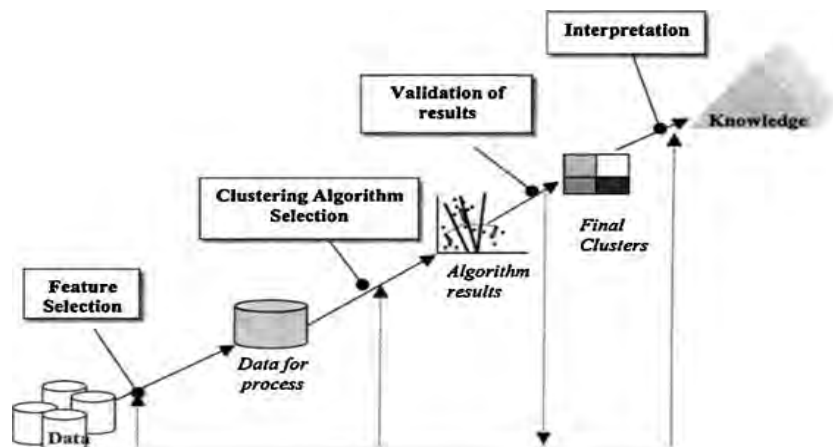 Interpretation
Knowledge
Validation of
results
Final
Clusters
Clustering Algorithm
Selection
Algorithm
results
Feature
Selection
Data for
process
Data